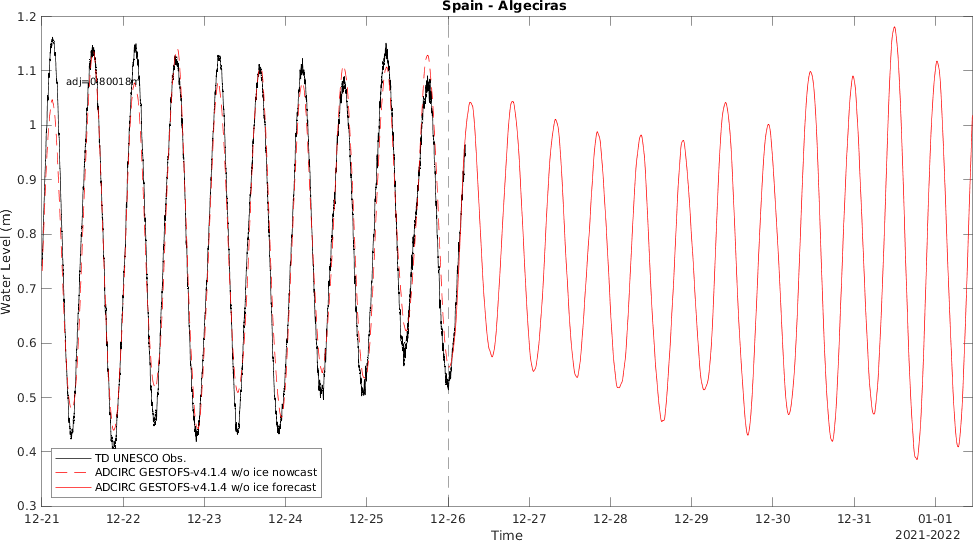 Spain - Algeciras
1.2
1.1
1
0.9
0.8
0.7
0.6
0.5
0.4
0.3
Water Level (m)
adj=0.80018m
TD UNESCO Obs.
ADCIRC GESTOFS-v4.1.4 w/o ice nowcast
ADCIRC GESTOFS-v4.1.4 w/o ice forecast
12-21 12-22 12-23 12-24 12-25 12-26 12-27 12-28 12-29 12-30 12-31 01-01
Time
2021-2022